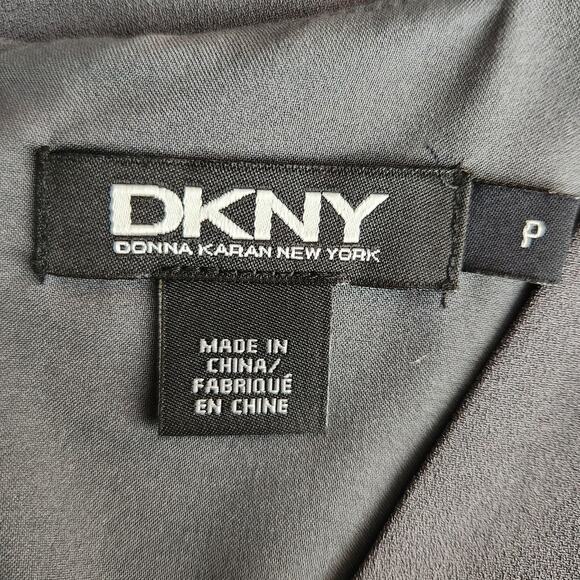 DKNY
DONNA KARAN NEW YORK
P
MADE IN
CHINA/
FABRIQUÉ
EN CHINE